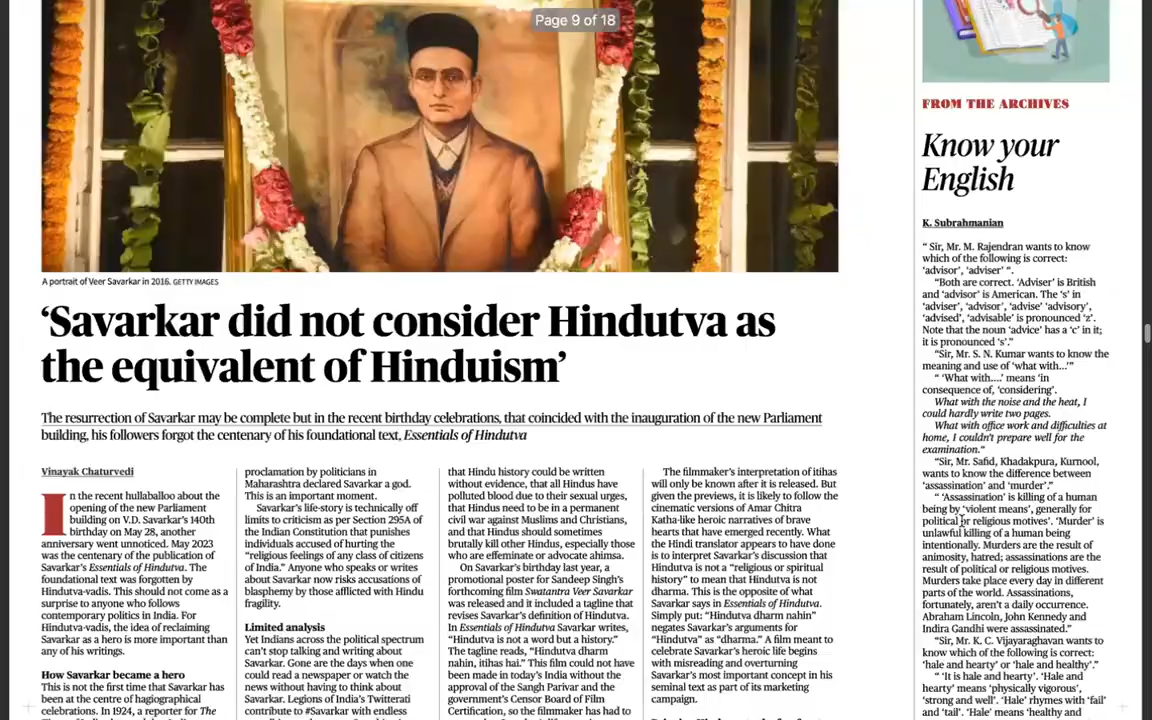 Page 9 of 18
A portrait of Veer Savarkar in 2016. GETTY IMAGES
‘Savarkar did not consider Hindutva as
the equivalent of Hinduism’
The resurrection of Savarkar may be complete but in the recent birthday celebrations, that coincided with the inauguration of the new Parliament
building, his followers forgot the centenary of his foundational text, Essentials of Hindutva
Vinayak Chaturvedi
In the recent hullaballoo about the
opening of the new Parliament
building on V.D. Savarkar’s 140th
birthday on May 28, another
anniversary went unnoticed. May 2023
was the centenary of the publication of
Savarkar’s Essentials of Hindutva. The
foundational text was forgotten by
Hindutva-vadis. This should not come as a
surprise to anyone who follows
contemporary politics in India. For
Hindutva-vadis, the idea of reclaiming
Savarkar as a hero is more important than
any of his writings.
How Savarkar became a hero
This is not the first time that Savarkar has
been at the centre of hagiographical
celebrations. In 1924, a reporter for The
proclamation by politicians in
Maharashtra declared Savarkar a god.
This is an important moment.
Savarkar’s life-story is technically off
limits to criticism as per Section 295A of
the Indian Constitution that punishes
individuals accused of hurting the
“religious feelings of any class of citizens
of India.” Anyone who speaks or writes
about Savarkar now risks accusations of
blasphemy by those afflicted with Hindu
fragility.
Limited analysis
Yet Indians across the political spectrum
can’t stop talking and writing about
Savarkar. Gone are the days when one
could read a newspaper or watch the
news without having to think about
Savarkar. Legions of India’s Twitterati
contribute to #Savarkar with endless
that Hindu history could be written
without evidence, that all Hindus have
polluted blood due to their sexual urges,
that Hindus need to be in a permanent
civil war against Muslims and Christians,
and that Hindus should sometimes
brutally kill other Hindus, especially those
who are effeminate or advocate ahimsa.
On Savarkar’s birthday last year, a
promotional poster for Sandeep Singh’s
forthcoming film Swatantra Veer Savarkar
was released and it included a tagline that
revises Savarkar’s definition of Hindutva.
In Essentials of Hindutva Savarkar writes,
“Hindutva is not a word but a history.”
The tagline reads, “Hindutva dharm
nahin, itihas hai.” This film could not have
been made in today’s India without the
approval of the Sangh Parivar and the
government’s Censor Board of Film
Certification, so the filmmaker has had to
The filmmaker’s interpretation of itihas
will only be known after it is released. But
given the previews, it is likely to follow the
cinematic versions of Amar Chitra
Katha-like heroic narratives of brave
hearts that have emerged recently. What
the Hindi translator appears to have done
is to interpret Savarkar’s discussion that
Hindutva is not a “religious or spiritual
history” to mean that Hindutva is not
dharma. This is the opposite of what
Savarkar says in Essentials of Hindutva.
Simply put: “Hindutva dharm nahin”
negates Savarkar’s arguments for
“Hindutva” as “dharma.” A film meant to
celebrate Savarkar’s heroic life begins
with misreading and overturning
Savarkar’s most important concept in his
seminal text as part of its marketing
campaign.
FROM THE ARCHIVES
Know your
English
K. Subrahmanian
“ Sir, Mr. M. Rajendran wants to know
which of the following is correct:
‘advisor’, ‘adviser’ “.
“Both are correct. ‘Adviser’ is British
and ‘advisor’ is American. The ‘s’ in
‘adviser’, ‘advisor’, ‘advise’ ‘advisory’,
‘advised’, ‘advisable’ is pronounced ‘z’.
Note that the noun ‘advice’ has a ‘c’ in it;
it is pronounced ‘s’.”
“Sir, Mr. S. N. Kumar wants to know the
meaning and use of ‘what with...’”
“ ‘What with....’ means ‘in
consequence of, ‘considering’.
What with the noise and the heat, I
could hardly write two pages.
What with office work and difficulties at
home, I couldn’t prepare well for the
examination.”
“Sir, Mr. Safid, Khadakpura, Kurnool,
wants to know the difference between
‘assassination’ and ‘murder’.”
“ ‘Assassination’ is killing of a human
being by ‘violent means’, generally for
political or religious motives’. ‘Murder’ is
unlawful killing of a human being
intentionally. Murders are the result of
animosity, hatred; assassinations are the
result of political or religious motives.
Murders take place every day in different
parts of the world. Assassinations,
fortunately, aren’t a daily occurrence.
Abraham Lincoln, John Kennedy and
Indira Gandhi were assassinated.”
“Sir, Mr. K. C. Vijayaraghavan wants to
know which of the following is correct:
‘hale and hearty’ or ‘hale and healthy’.”
“ ‘It is hale and hearty’. ‘Hale and
hearty’ means ‘physically vigorous’,
‘strong and well’. ‘Hale’ rhymes with ‘fail’
and ‘tail’. ‘Hale’ means ‘healthy and